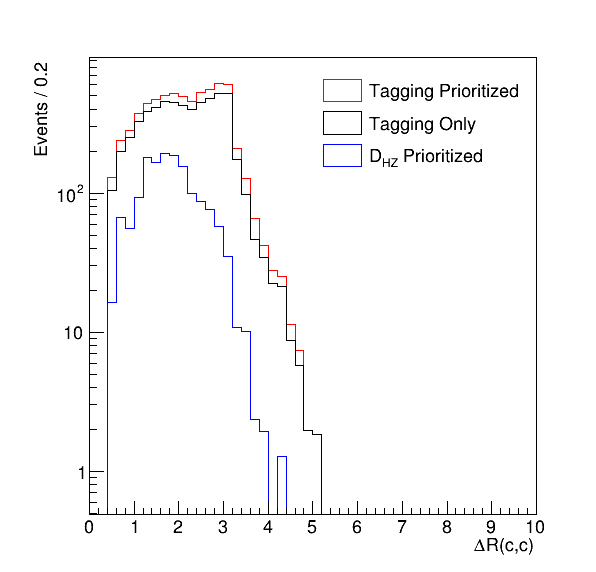 Events / 0.2
Tagging Prioritized
Tagging Only
D_HZ Prioritized
10²
10
1
0 1 2 3 4 5 6 7 8 9 10
ΔR(c,c)